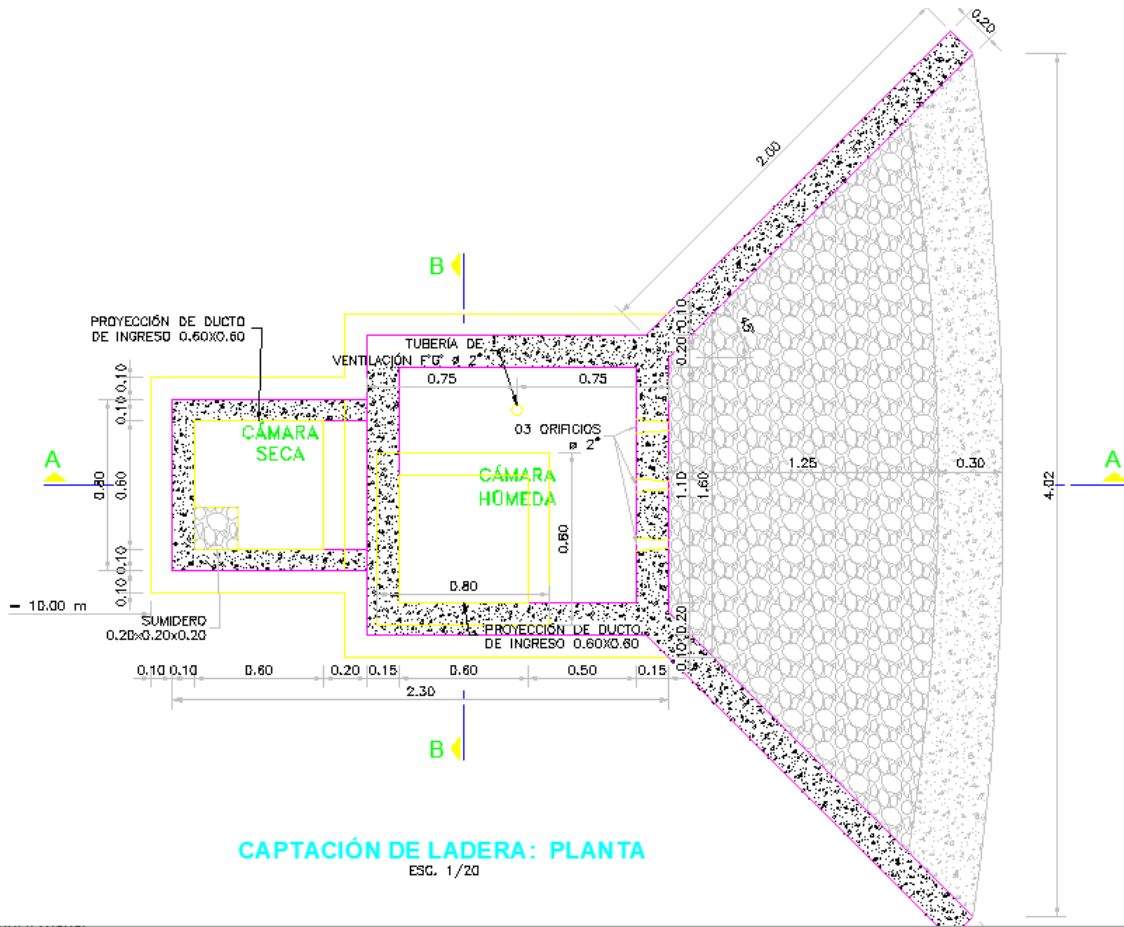 0.20
2.00
B
PROYECCIÓN DE DUCTO
DE INGRESO 0.60X0.60
TUBERÍA DE
VENTILACIÓN F°G° ø 2"
0.10
0.20
45°
0.75
0.75
0.10
0.10
03 ORIFICIOS
ø 2"
CÁMARA
SECA
A
0.80
0.60
CÁMARA
HÚMEDA
0.60
1.10
1.60
1.25
0.30
4.02
A
0.80
0.10
0.10
- 10.00 m
SUMIDERO
0.20x0.20x0.20
PROYECCIÓN DE DUCTO
DE INGRESO 0.60X0.60
0.20
0.10
0.10
0.10
0.60
0.20
0.15
0.60
0.50
0.15
2.30
B
CAPTACIÓN DE LADERA: PLANTA
ESC. 1/20